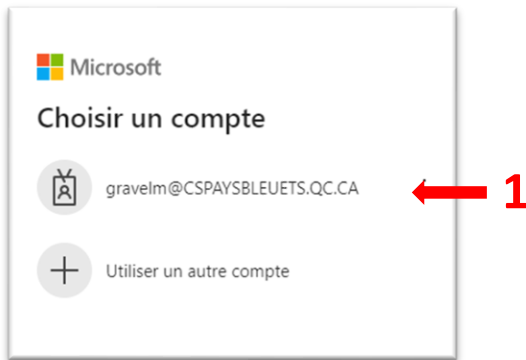 Microsoft
Choisir un compte
gravelm@CSPAYSBLEUETS.QC.CA
1
Utiliser un autre compte